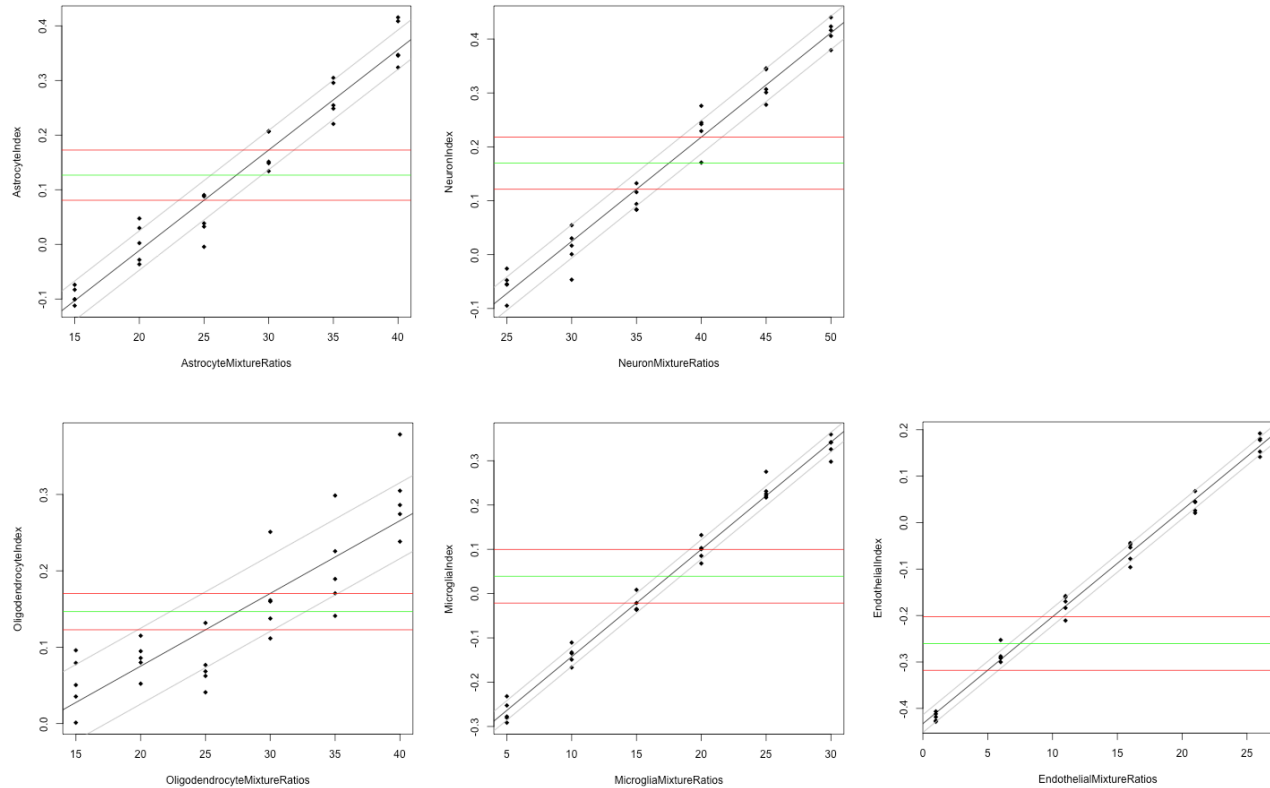 AstrocyteIndex
0.4
0.3
0.2
0.1
0.0
-0.1
15 20 25 30 35 40
AstrocyteMixtureRatios
NeuronIndex
0.4
0.3
0.2
0.1
0.0
-0.1
25 30 35 40 45 50
NeuronMixtureRatios
OligodendrocyteIndex
0.3
0.2
0.1
0.0
15 20 25 30 35 40
OligodendrocyteMixtureRatios
MicrogliaIndex
0.3
0.2
0.1
0.0
-0.1
-0.2
-0.3
5 10 15 20 25 30
MicrogliaMixtureRatios
EndothelialIndex
0.2
0.1
0.0
-0.1
-0.2
-0.3
-0.4
0 5 10 15 20 25
EndothelialMixtureRatios